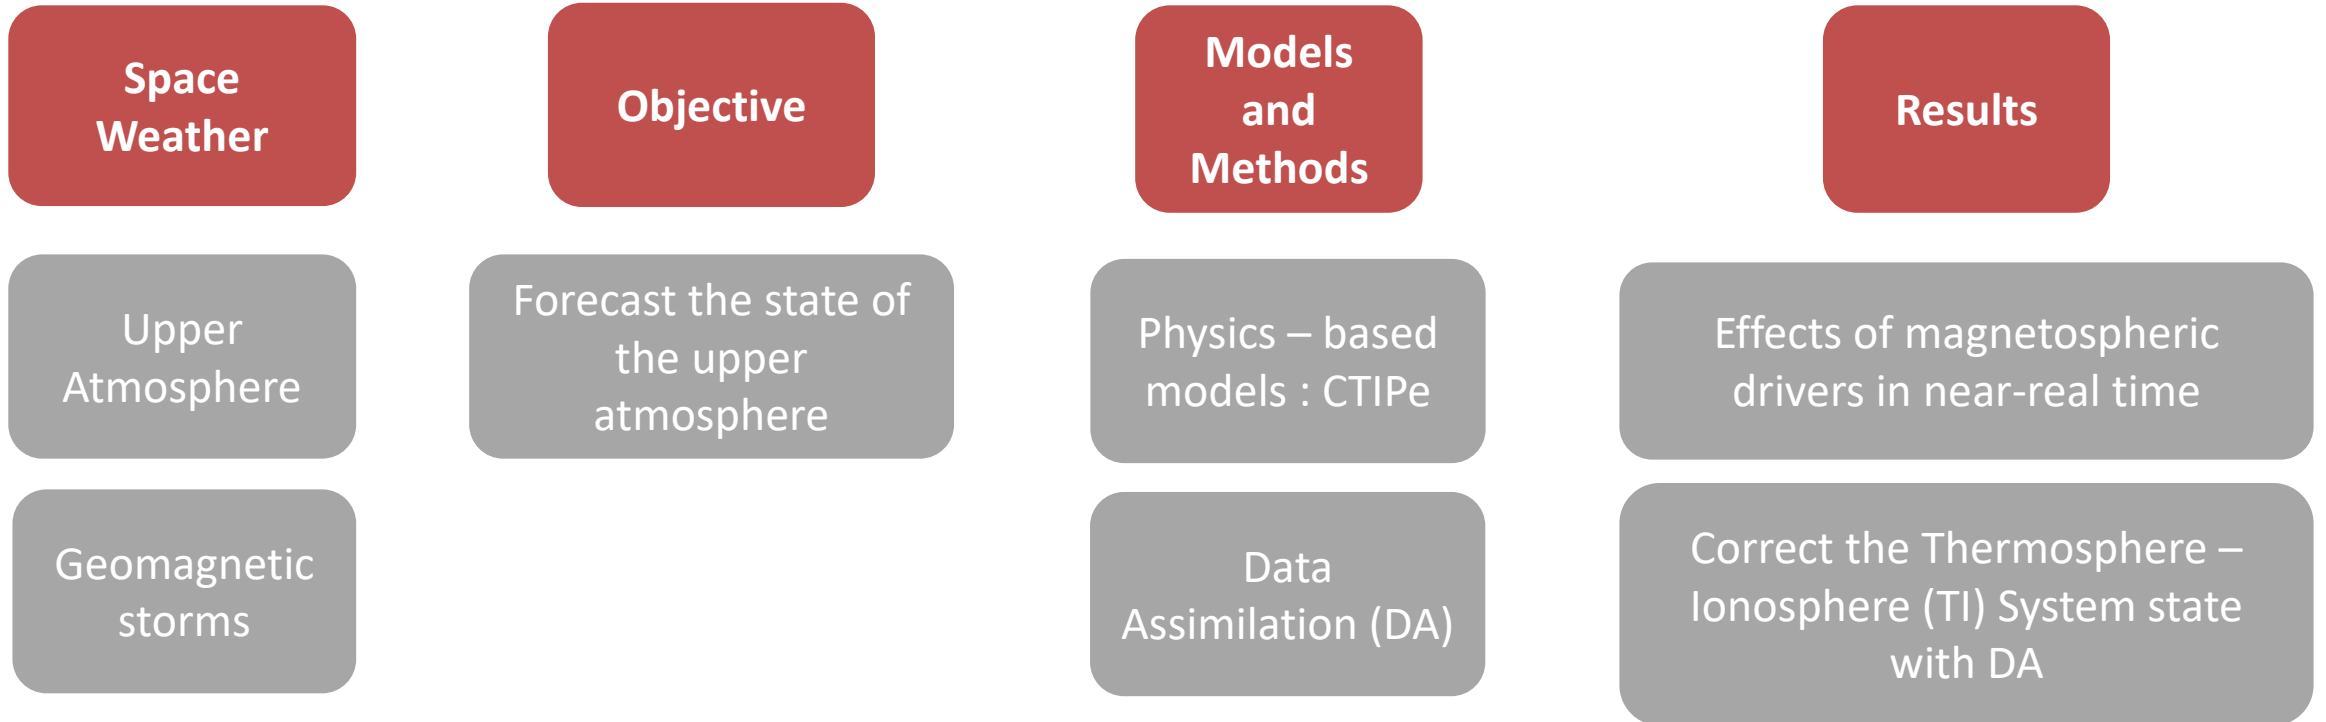 Space
Weather
Objective
Models
and
Methods
Results
Upper
Atmosphere
Forecast the state of
the upper
atmosphere
Physics – based
models : CTIPe
Effects of magnetospheric
drivers in near-real time
Geomagnetic
storms
Data
Assimilation (DA)
Correct the Thermosphere –
Ionosphere (TI) System state
with DA